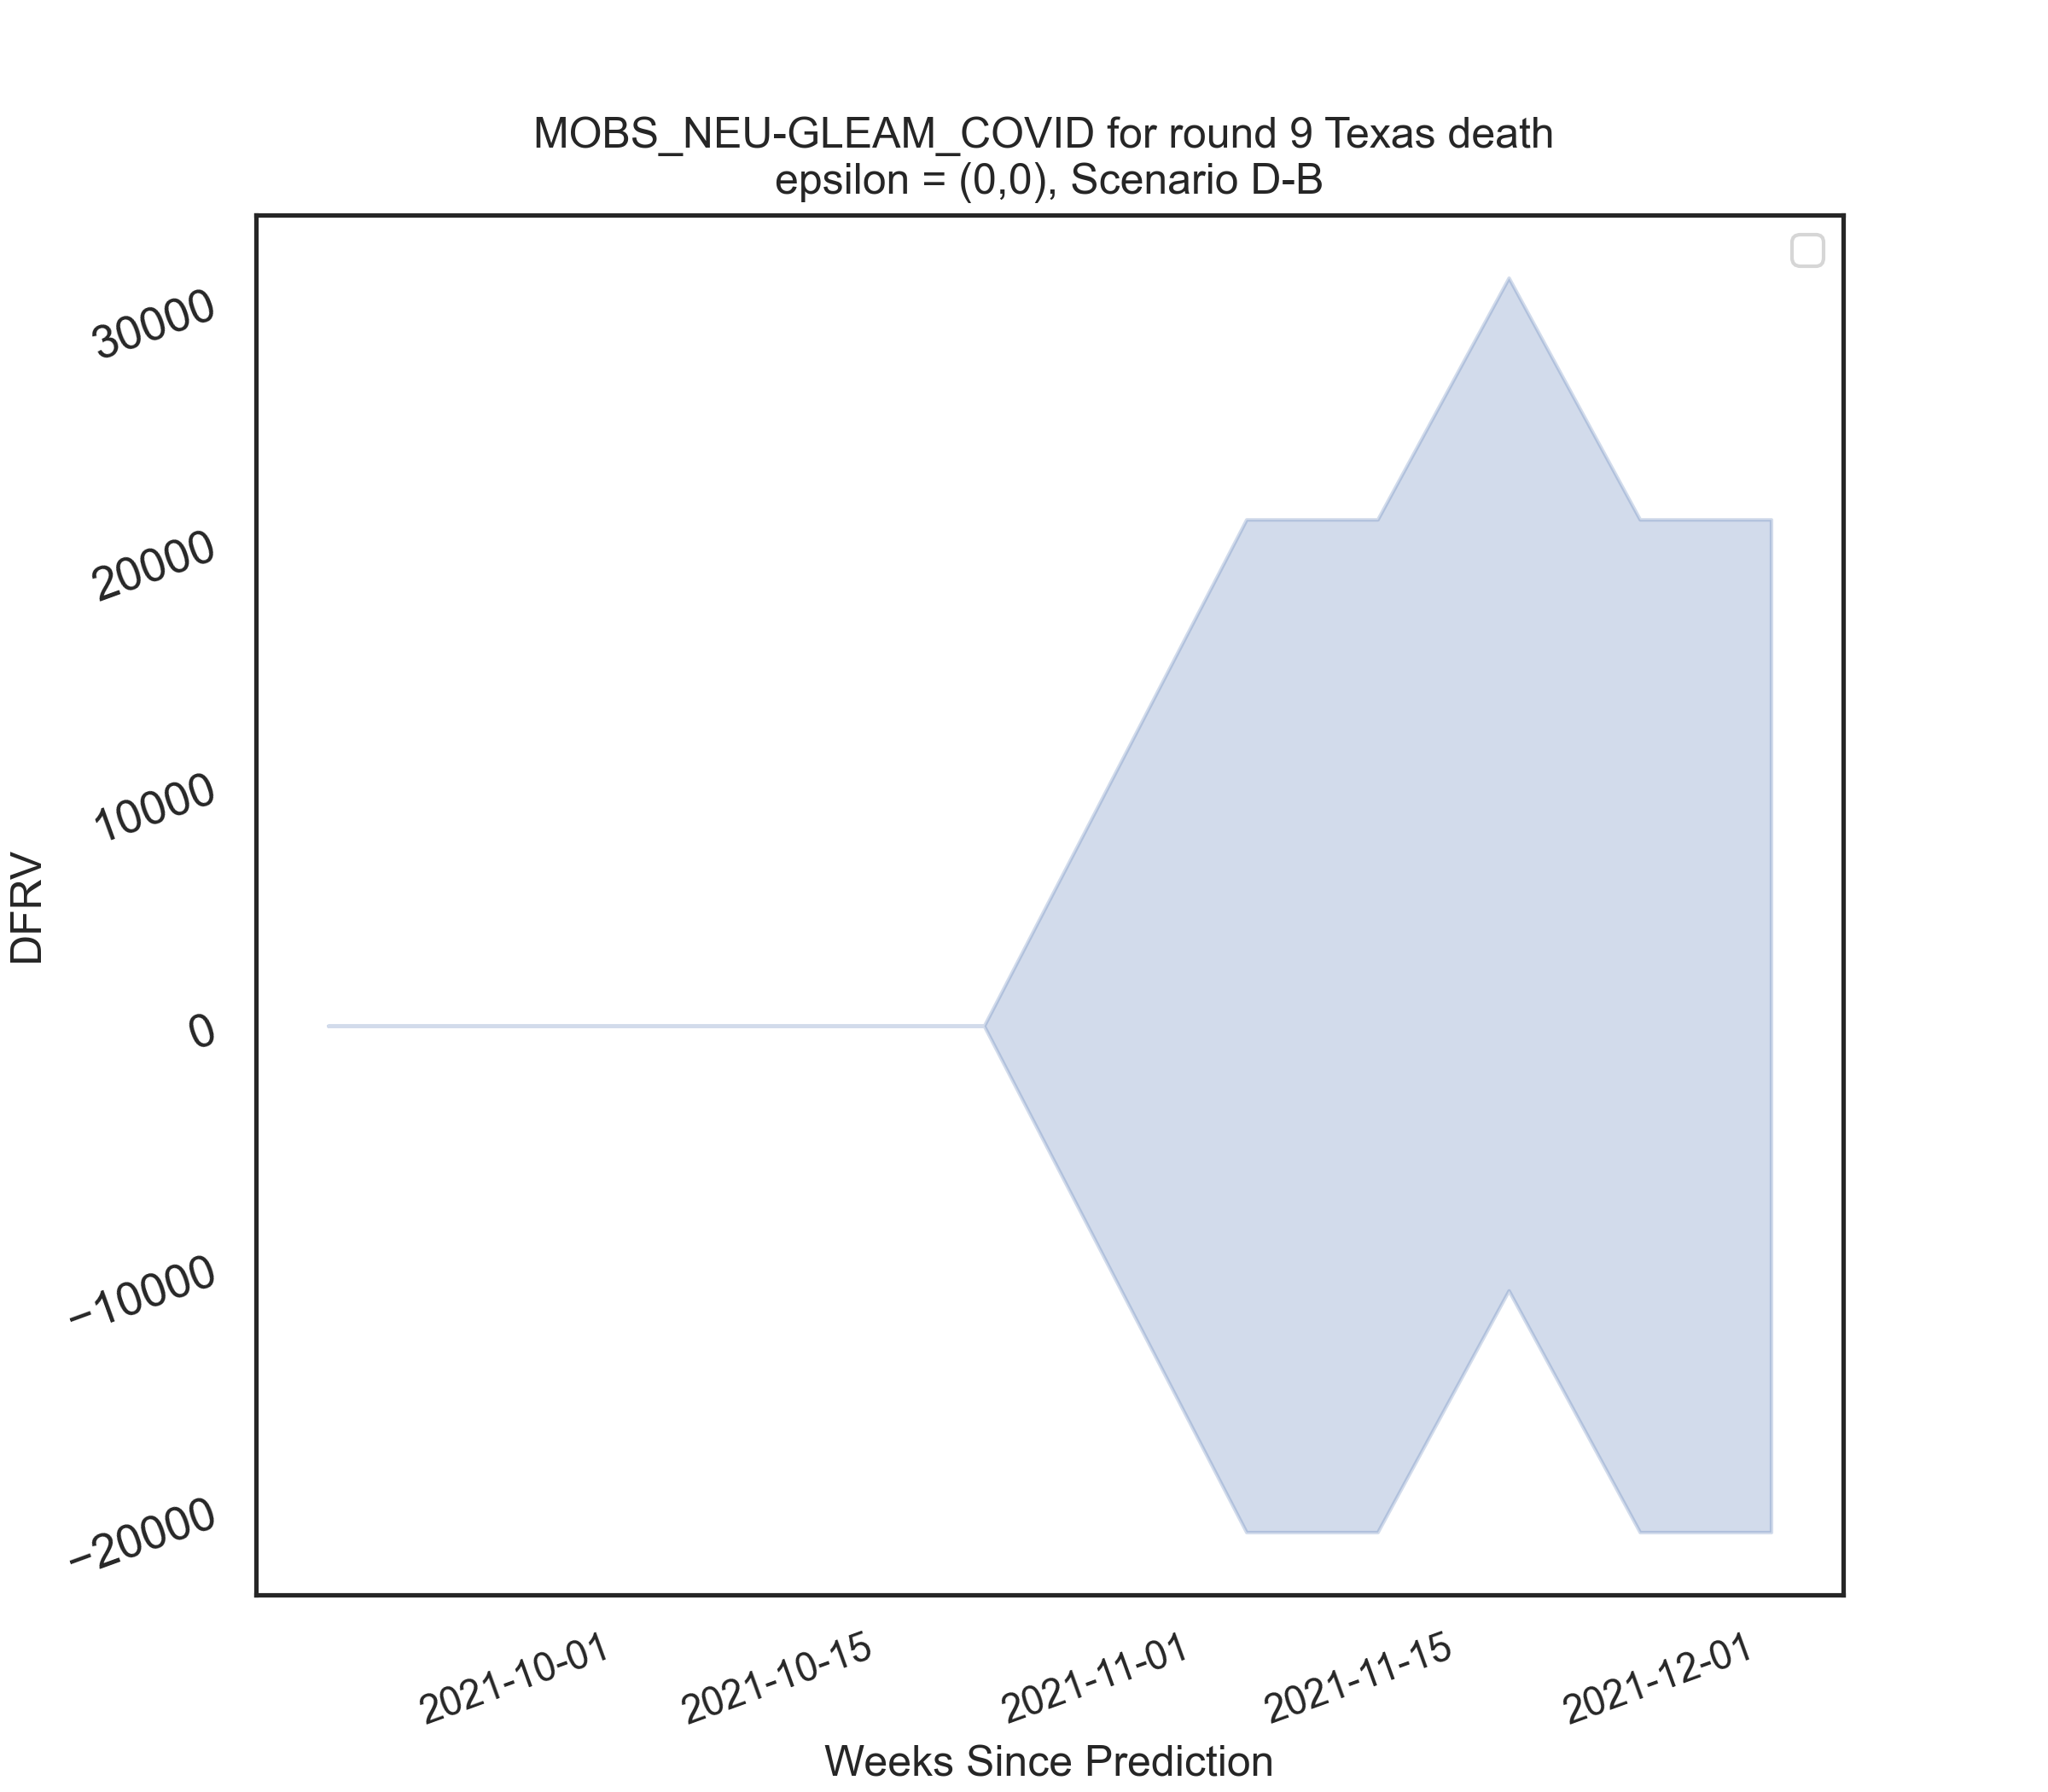 MOBS_NEU-GLEAM_COVID for round 9 Texas death
epsilon = (0,0), Scenario D-B
30000
20000
10000
0
−10000
−20000
DFRV
2021-10-01
2021-10-15
2021-11-01
2021-11-15
2021-12-01
Weeks Since Prediction